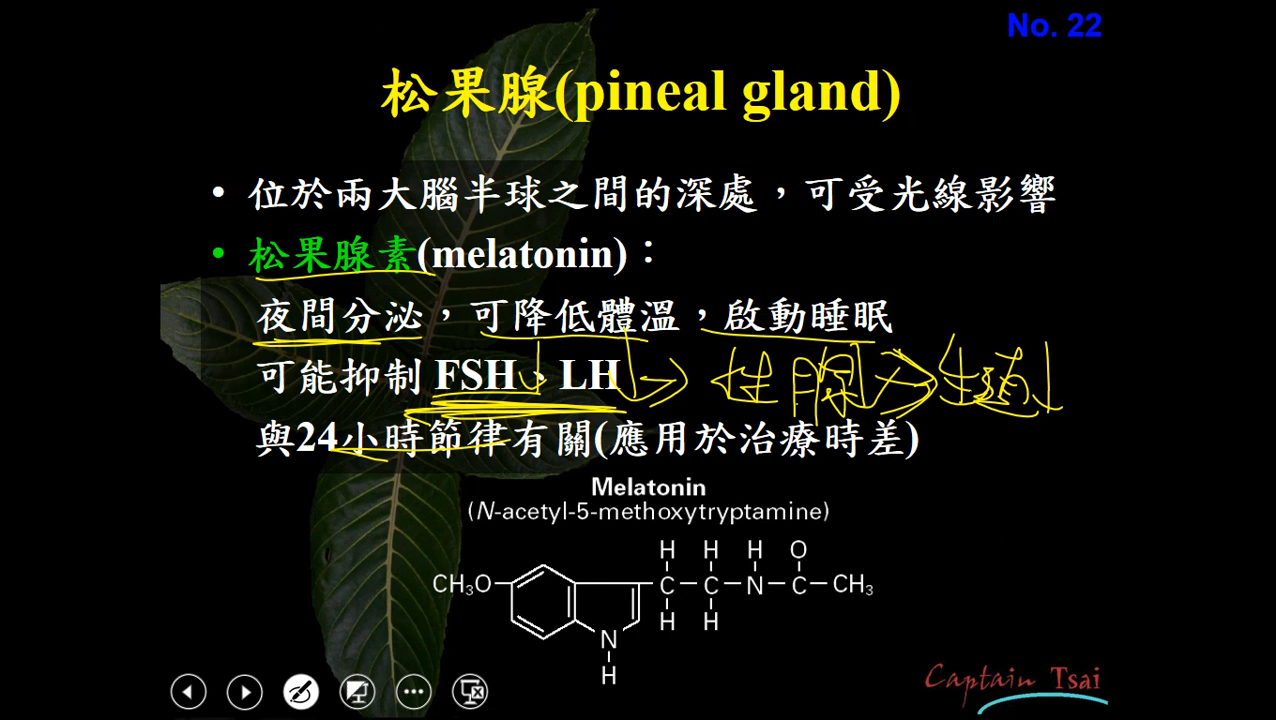 No. 22
松果腺(pineal gland)
• 位於兩大腦半球之間的深處，可受光線影響
• 松果腺素(melatonin)：
夜間分泌，可降低體溫，啟動睡眠
可能抑制 FSH、LH
↓ ↓ → 性腺 → 生殖 ↓
與24小時節律有關(應用於治療時差)
Melatonin
(N-acetyl-5-methoxytryptamine)
H H H O
CH₃O C C N C CH₃
H H
N
H
Captain Tsai